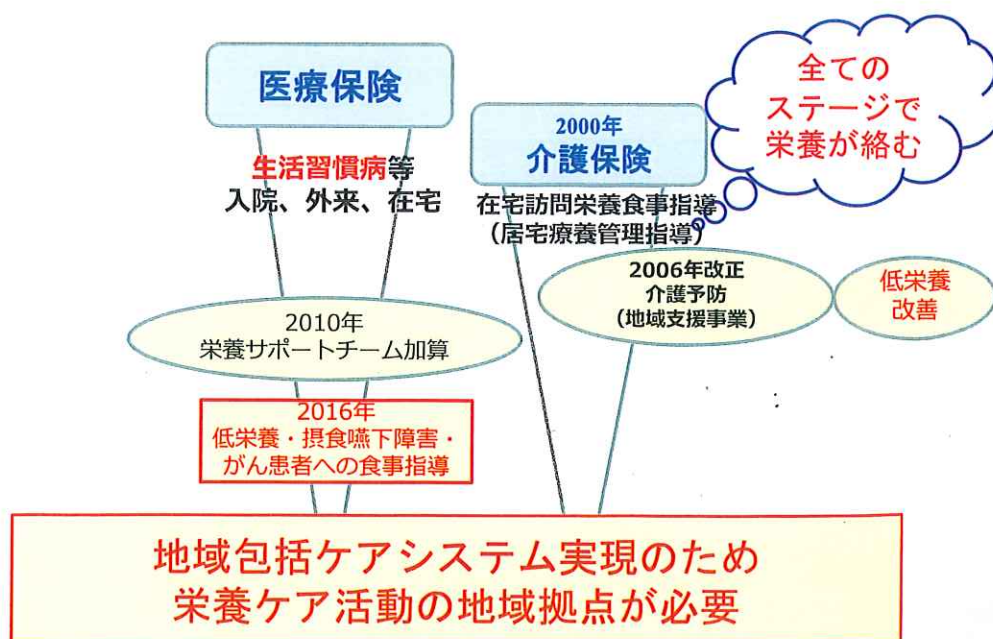 医療保険
生活習慣病等
入院、外来、在宅
2010年
栄養サポートチーム加算
2016年
低栄養・摂食嚥下障害・
がん患者への食事指導
2000年
介護保険
在宅訪問栄養食事指導
（居宅療養管理指導）
2006年改正
介護予防
（地域支援事業）
低栄養
改善
全ての
ステージで
栄養が絡む
地域包括ケアシステム実現のため
栄養ケア活動の地域拠点が必要